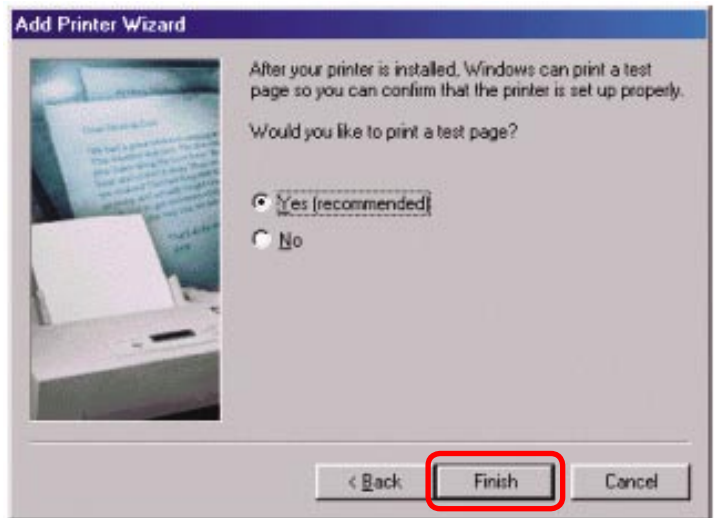 Add Printer Wizard
After your printer is installed, Windows can print a test
page so you can confirm that the printer is set up properly.
Would you like to print a test page?
Yes (recommended)
No
< Back
Finish
Cancel